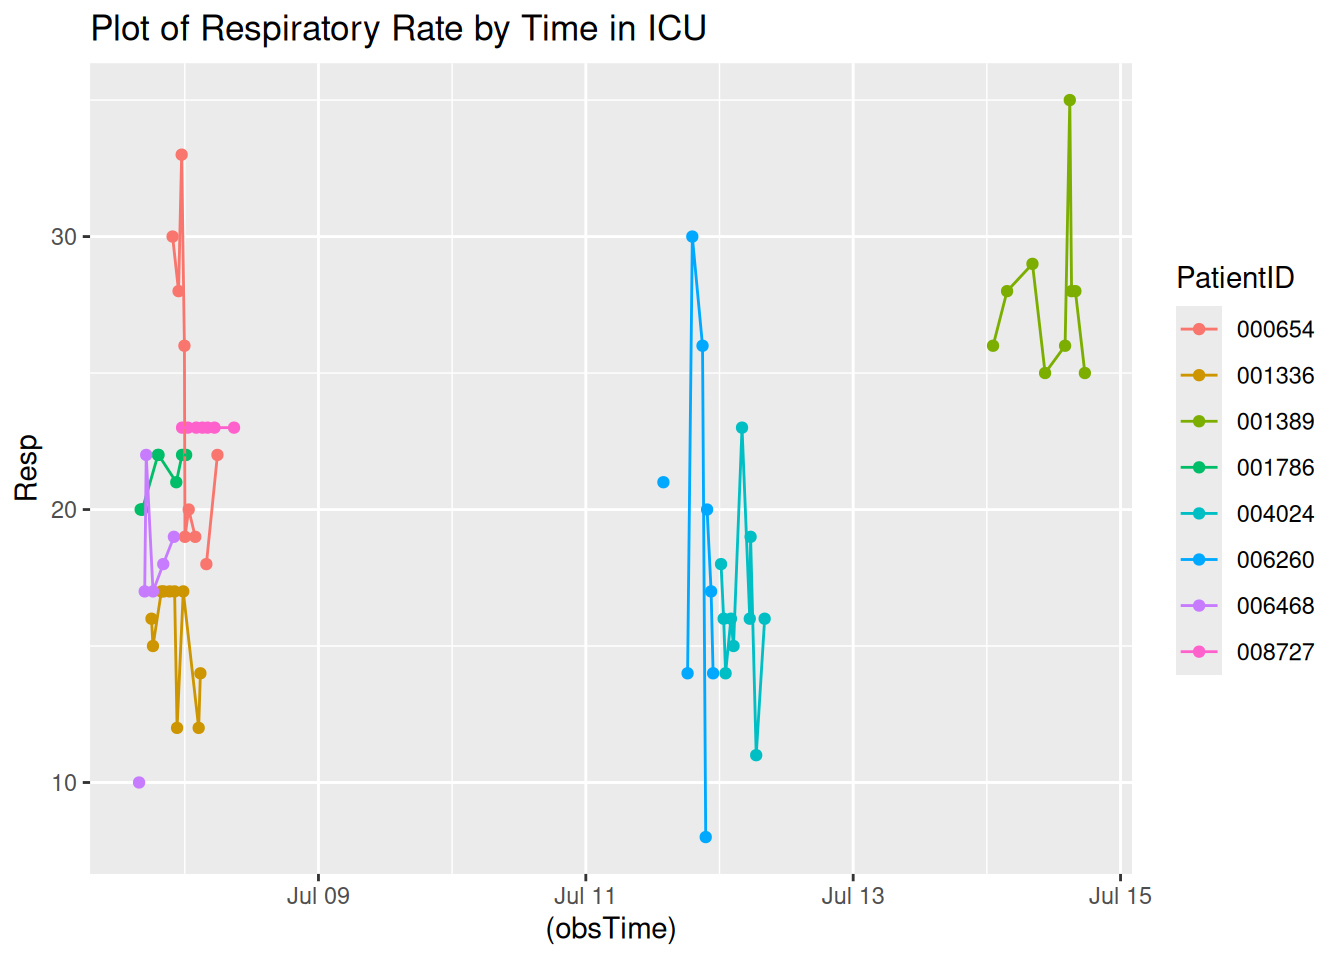 Plot of Respiratory Rate by Time in ICU
Resp
30
20
10
Jul 09
Jul 11
Jul 13
Jul 15
(obsTime)
PatientID
000654
001336
001389
001786
004024
006260
006468
008727